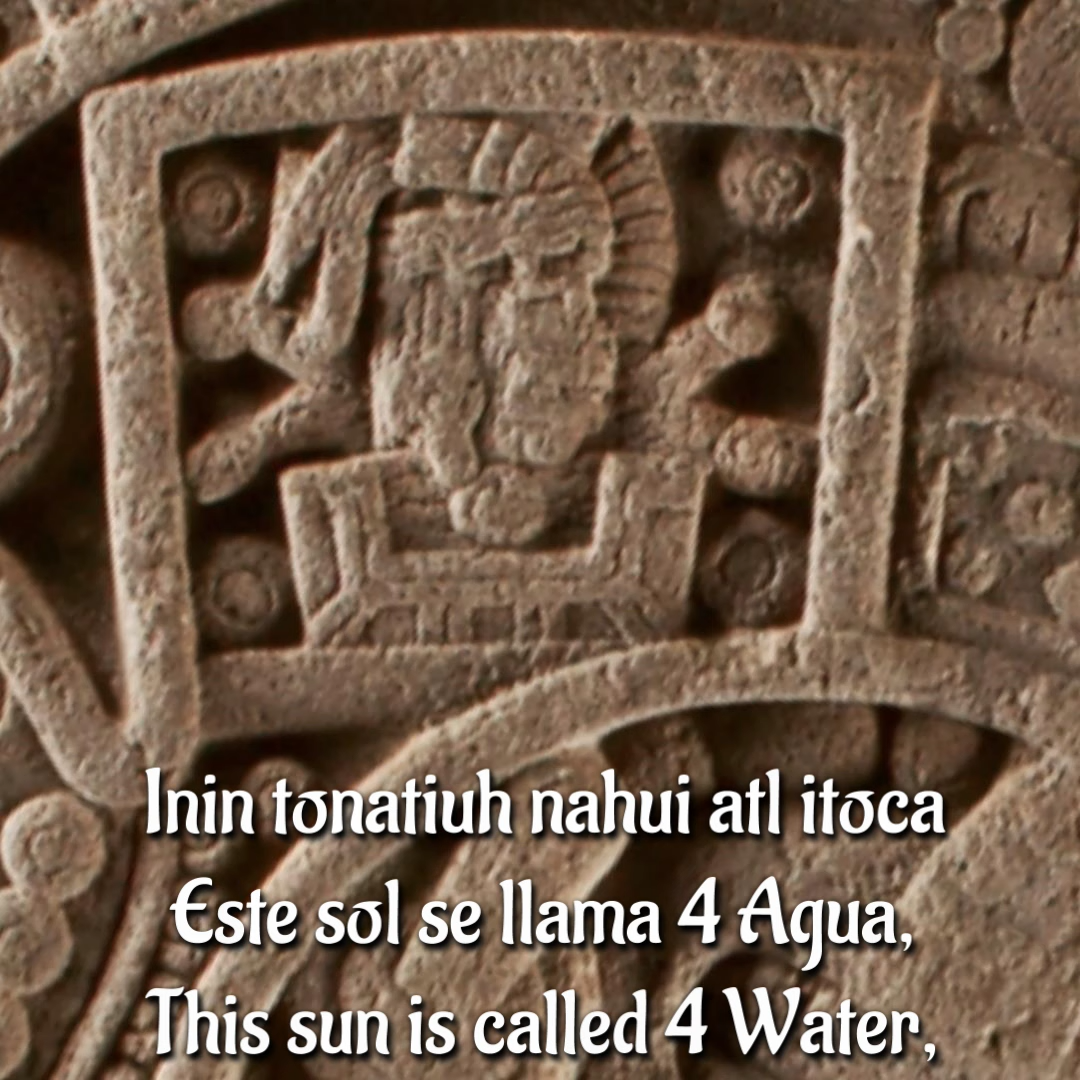 Inin tonatiuh nahui atl itoca
Este sol se llama 4 Agua,
This sun is called 4 Water,